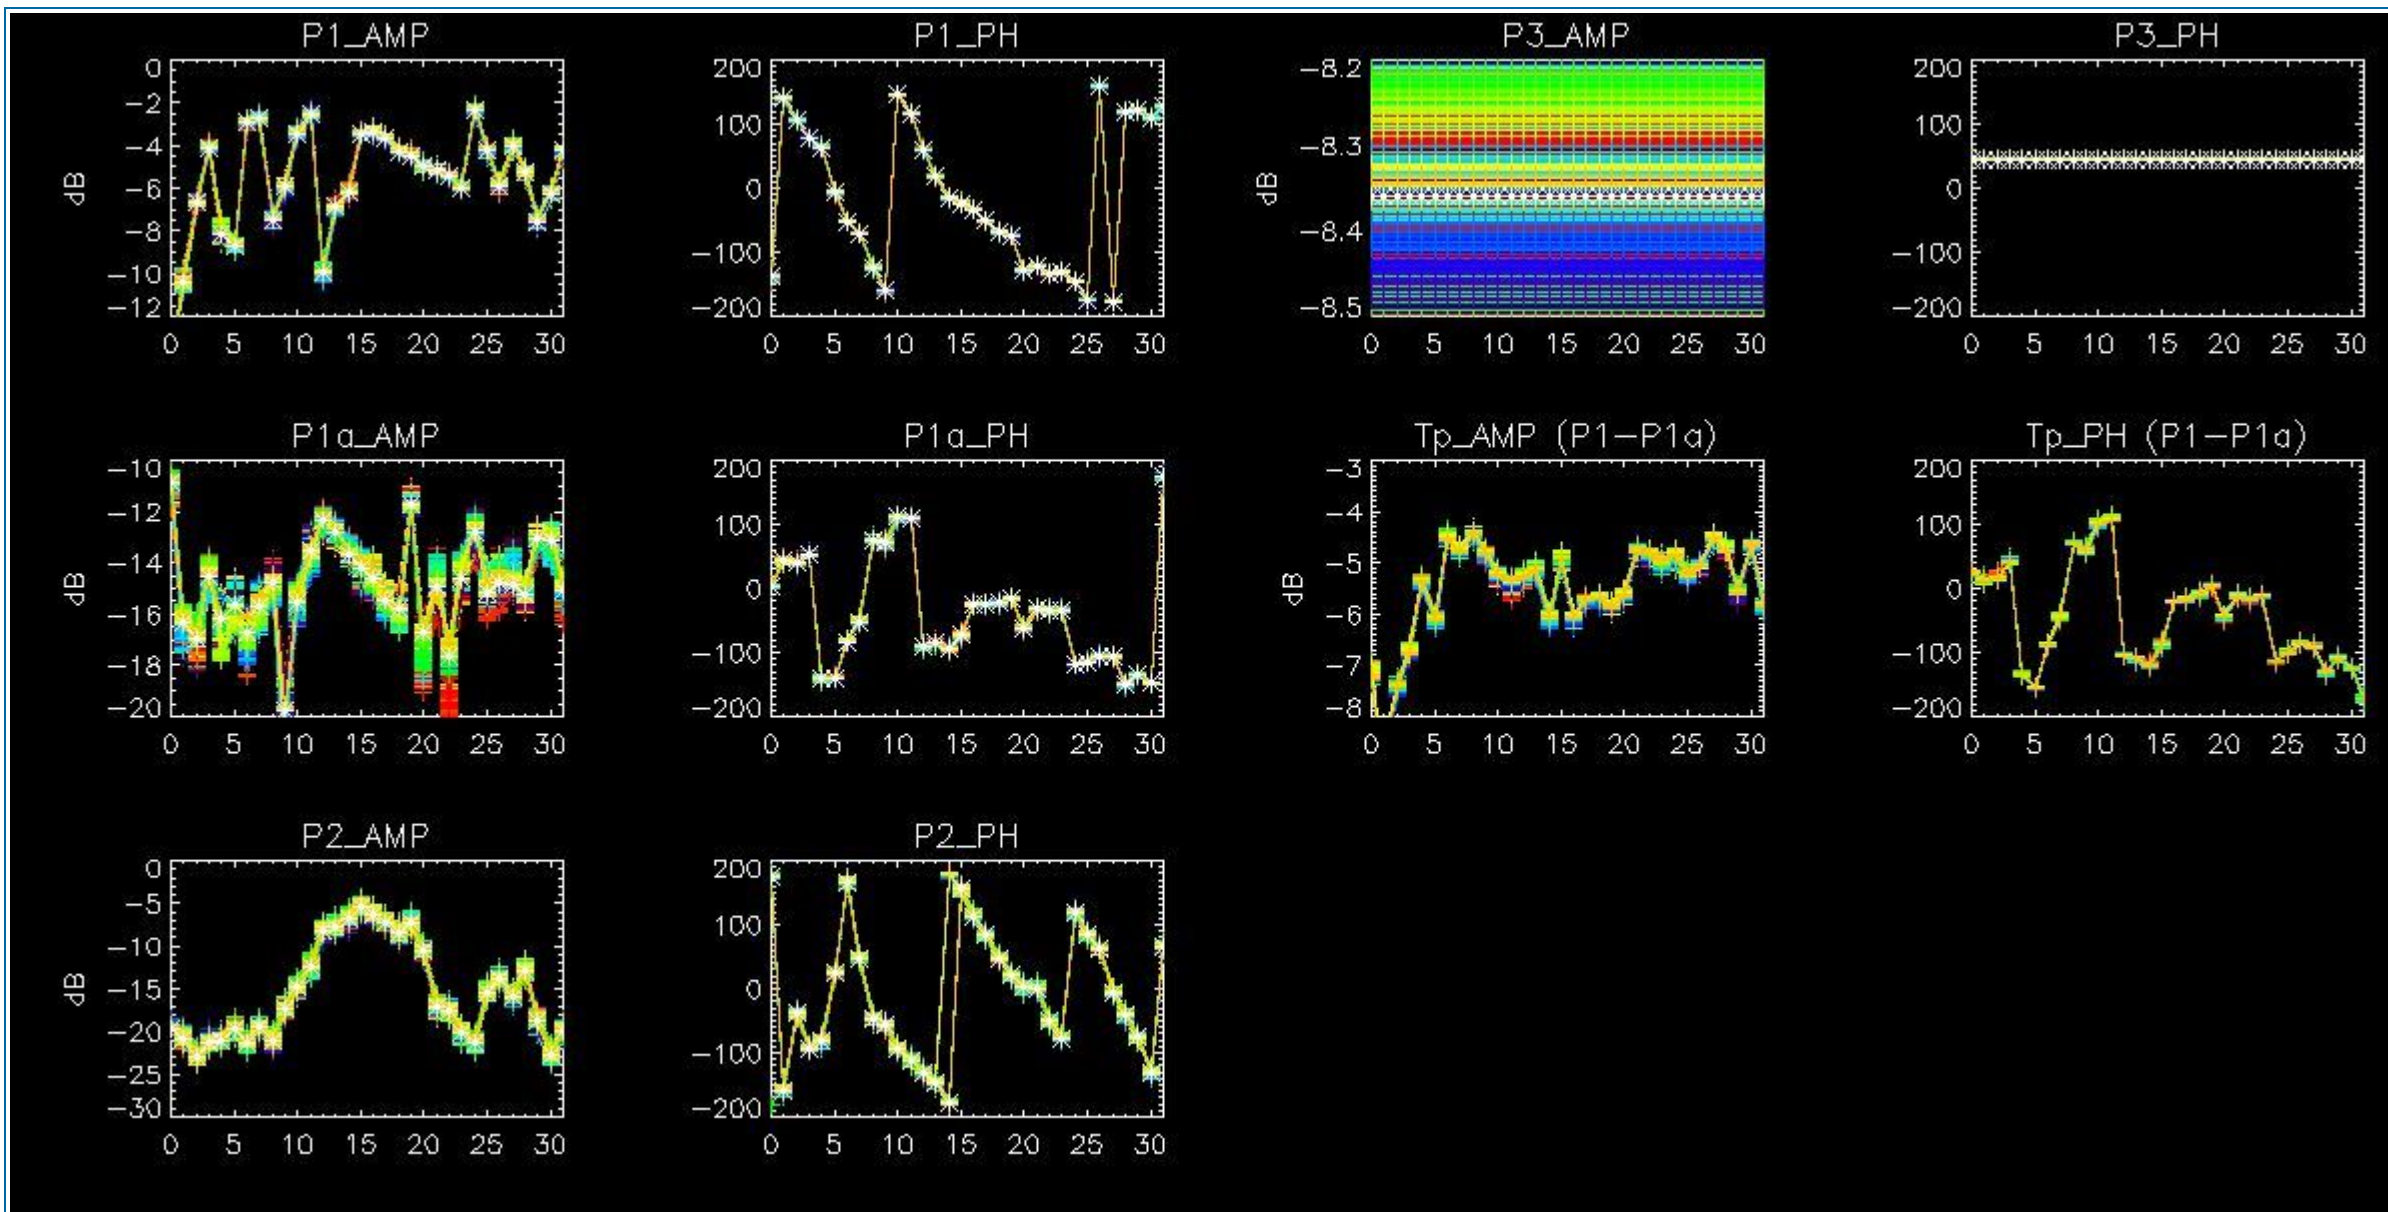 P1_AMP P1_PH P3_AMP P3_PH
0 200 -8.2 200
-2 100 -8.3 100
-4 0 -8.4 0
-6 -100 -8.5 -100
-8 -200 -200
-10
-12
dB dB
0 5 10 15 20 25 30 0 5 10 15 20 25 30 0 5 10 15 20 25 30 0 5 10 15 20 25 30
P1a_AMP P1a_PH Tp_AMP (P1-P1a) Tp_PH (P1-P1a)
-10 200 -3 200
-12 100 -4 100
-14 0 -5 0
-16 -100 -6 -100
-18 -200 -7 -200
-20 -8
dB dB
0 5 10 15 20 25 30 0 5 10 15 20 25 30 0 5 10 15 20 25 30 0 5 10 15 20 25 30
P2_AMP P2_PH
0 200
-5 100
-10 0
-15 -100
-20 -200
-25
-30
dB
0 5 10 15 20 25 30 0 5 10 15 20 25 30